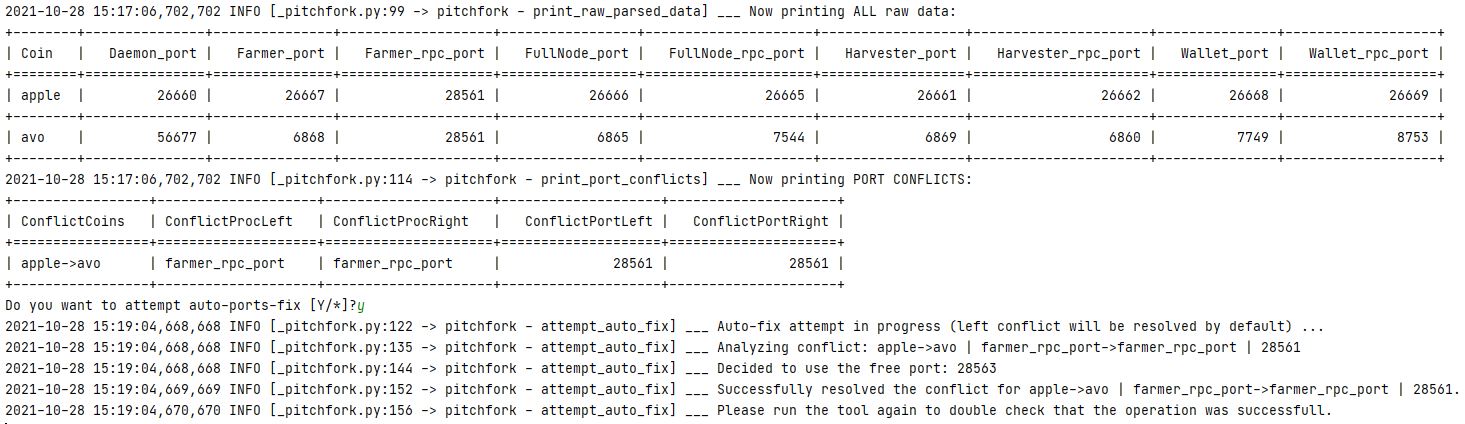 2021-10-28 15:17:06,702,702 INFO [_pitchfork.py:99 -> pitchfork - print_raw_parsed_data] ___ Now printing ALL raw data:
+--------+---------------+---------------+-------------------+-----------------+---------------------+------------------+----------------------+---------------+-------------------+
| Coin   |   Daemon_port |   Farmer_port |   Farmer_rpc_port |   FullNode_port |   FullNode_rpc_port |   Harvester_port |   Harvester_rpc_port |   Wallet_port |   Wallet_rpc_port |
+========+===============+===============+===================+=================+=====================+==================+======================+===============+===================+
| apple  |         26660 |         26667 |             28561 |           26666 |               26665 |            26661 |                26662 |         26668 |             26669 |
+--------+---------------+---------------+-------------------+-----------------+---------------------+------------------+----------------------+---------------+-------------------+
| avo    |         56677 |          6868 |             28561 |            6865 |                7544 |             6869 |                 6860 |          7749 |              8753 |
+--------+---------------+---------------+-------------------+-----------------+---------------------+------------------+----------------------+---------------+-------------------+
2021-10-28 15:17:06,702,702 INFO [_pitchfork.py:114 -> pitchfork - print_port_conflicts] ___ Now printing PORT CONFLICTS:
+-----------------+--------------------+---------------------+--------------------+---------------------+
| ConflictCoins   | ConflictProcLeft   | ConflictProcRight   |   ConflictPortLeft |   ConflictPortRight |
+=================+====================+=====================+====================+=====================+
| apple->avo      | farmer_rpc_port    | farmer_rpc_port     |              28561 |               28561 |
+-----------------+--------------------+---------------------+--------------------+---------------------+
Do you want to attempt auto-ports-fix [Y/*]?y
2021-10-28 15:19:04,668,668 INFO [_pitchfork.py:122 -> pitchfork - attempt_auto_fix] ___ Auto-fix attempt in progress (left conflict will be resolved by default) ...
2021-10-28 15:19:04,668,668 INFO [_pitchfork.py:135 -> pitchfork - attempt_auto_fix] ___ Analyzing conflict: apple->avo | farmer_rpc_port->farmer_rpc_port | 28561
2021-10-28 15:19:04,668,668 INFO [_pitchfork.py:144 -> pitchfork - attempt_auto_fix] ___ Decided to use the free port: 28563
2021-10-28 15:19:04,669,669 INFO [_pitchfork.py:152 -> pitchfork - attempt_auto_fix] ___ Successfully resolved the conflict for apple->avo | farmer_rpc_port->farmer_rpc_port | 28561.
2021-10-28 15:19:04,670,670 INFO [_pitchfork.py:156 -> pitchfork - attempt_auto_fix] ___ Please run the tool again to double check that the operation was successfull.